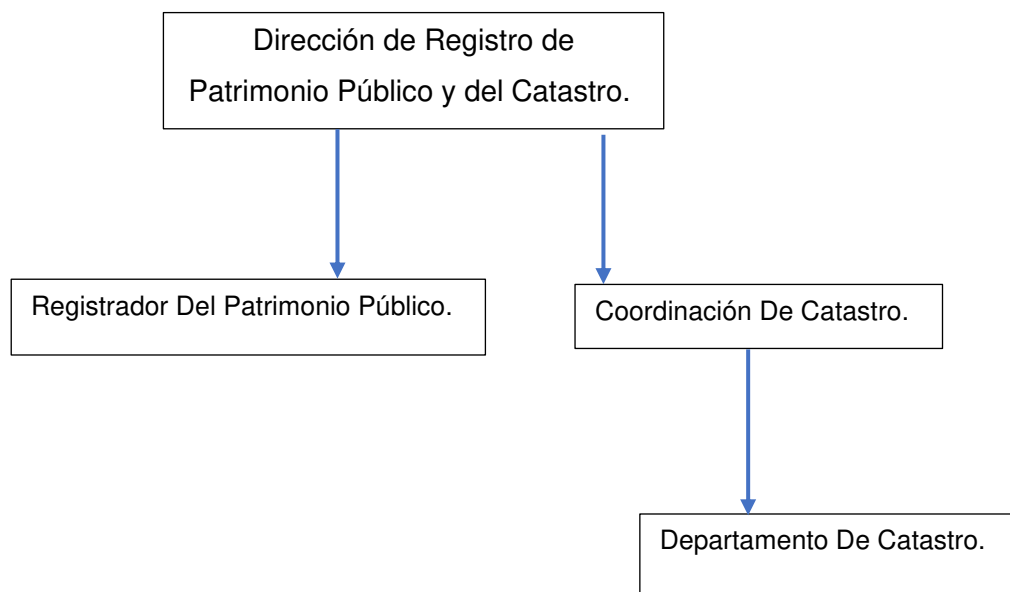 Dirección de Registro de
Patrimonio Público y del Catastro.
Registrador Del Patrimonio Público.
Coordinación De Catastro.
Departamento De Catastro.